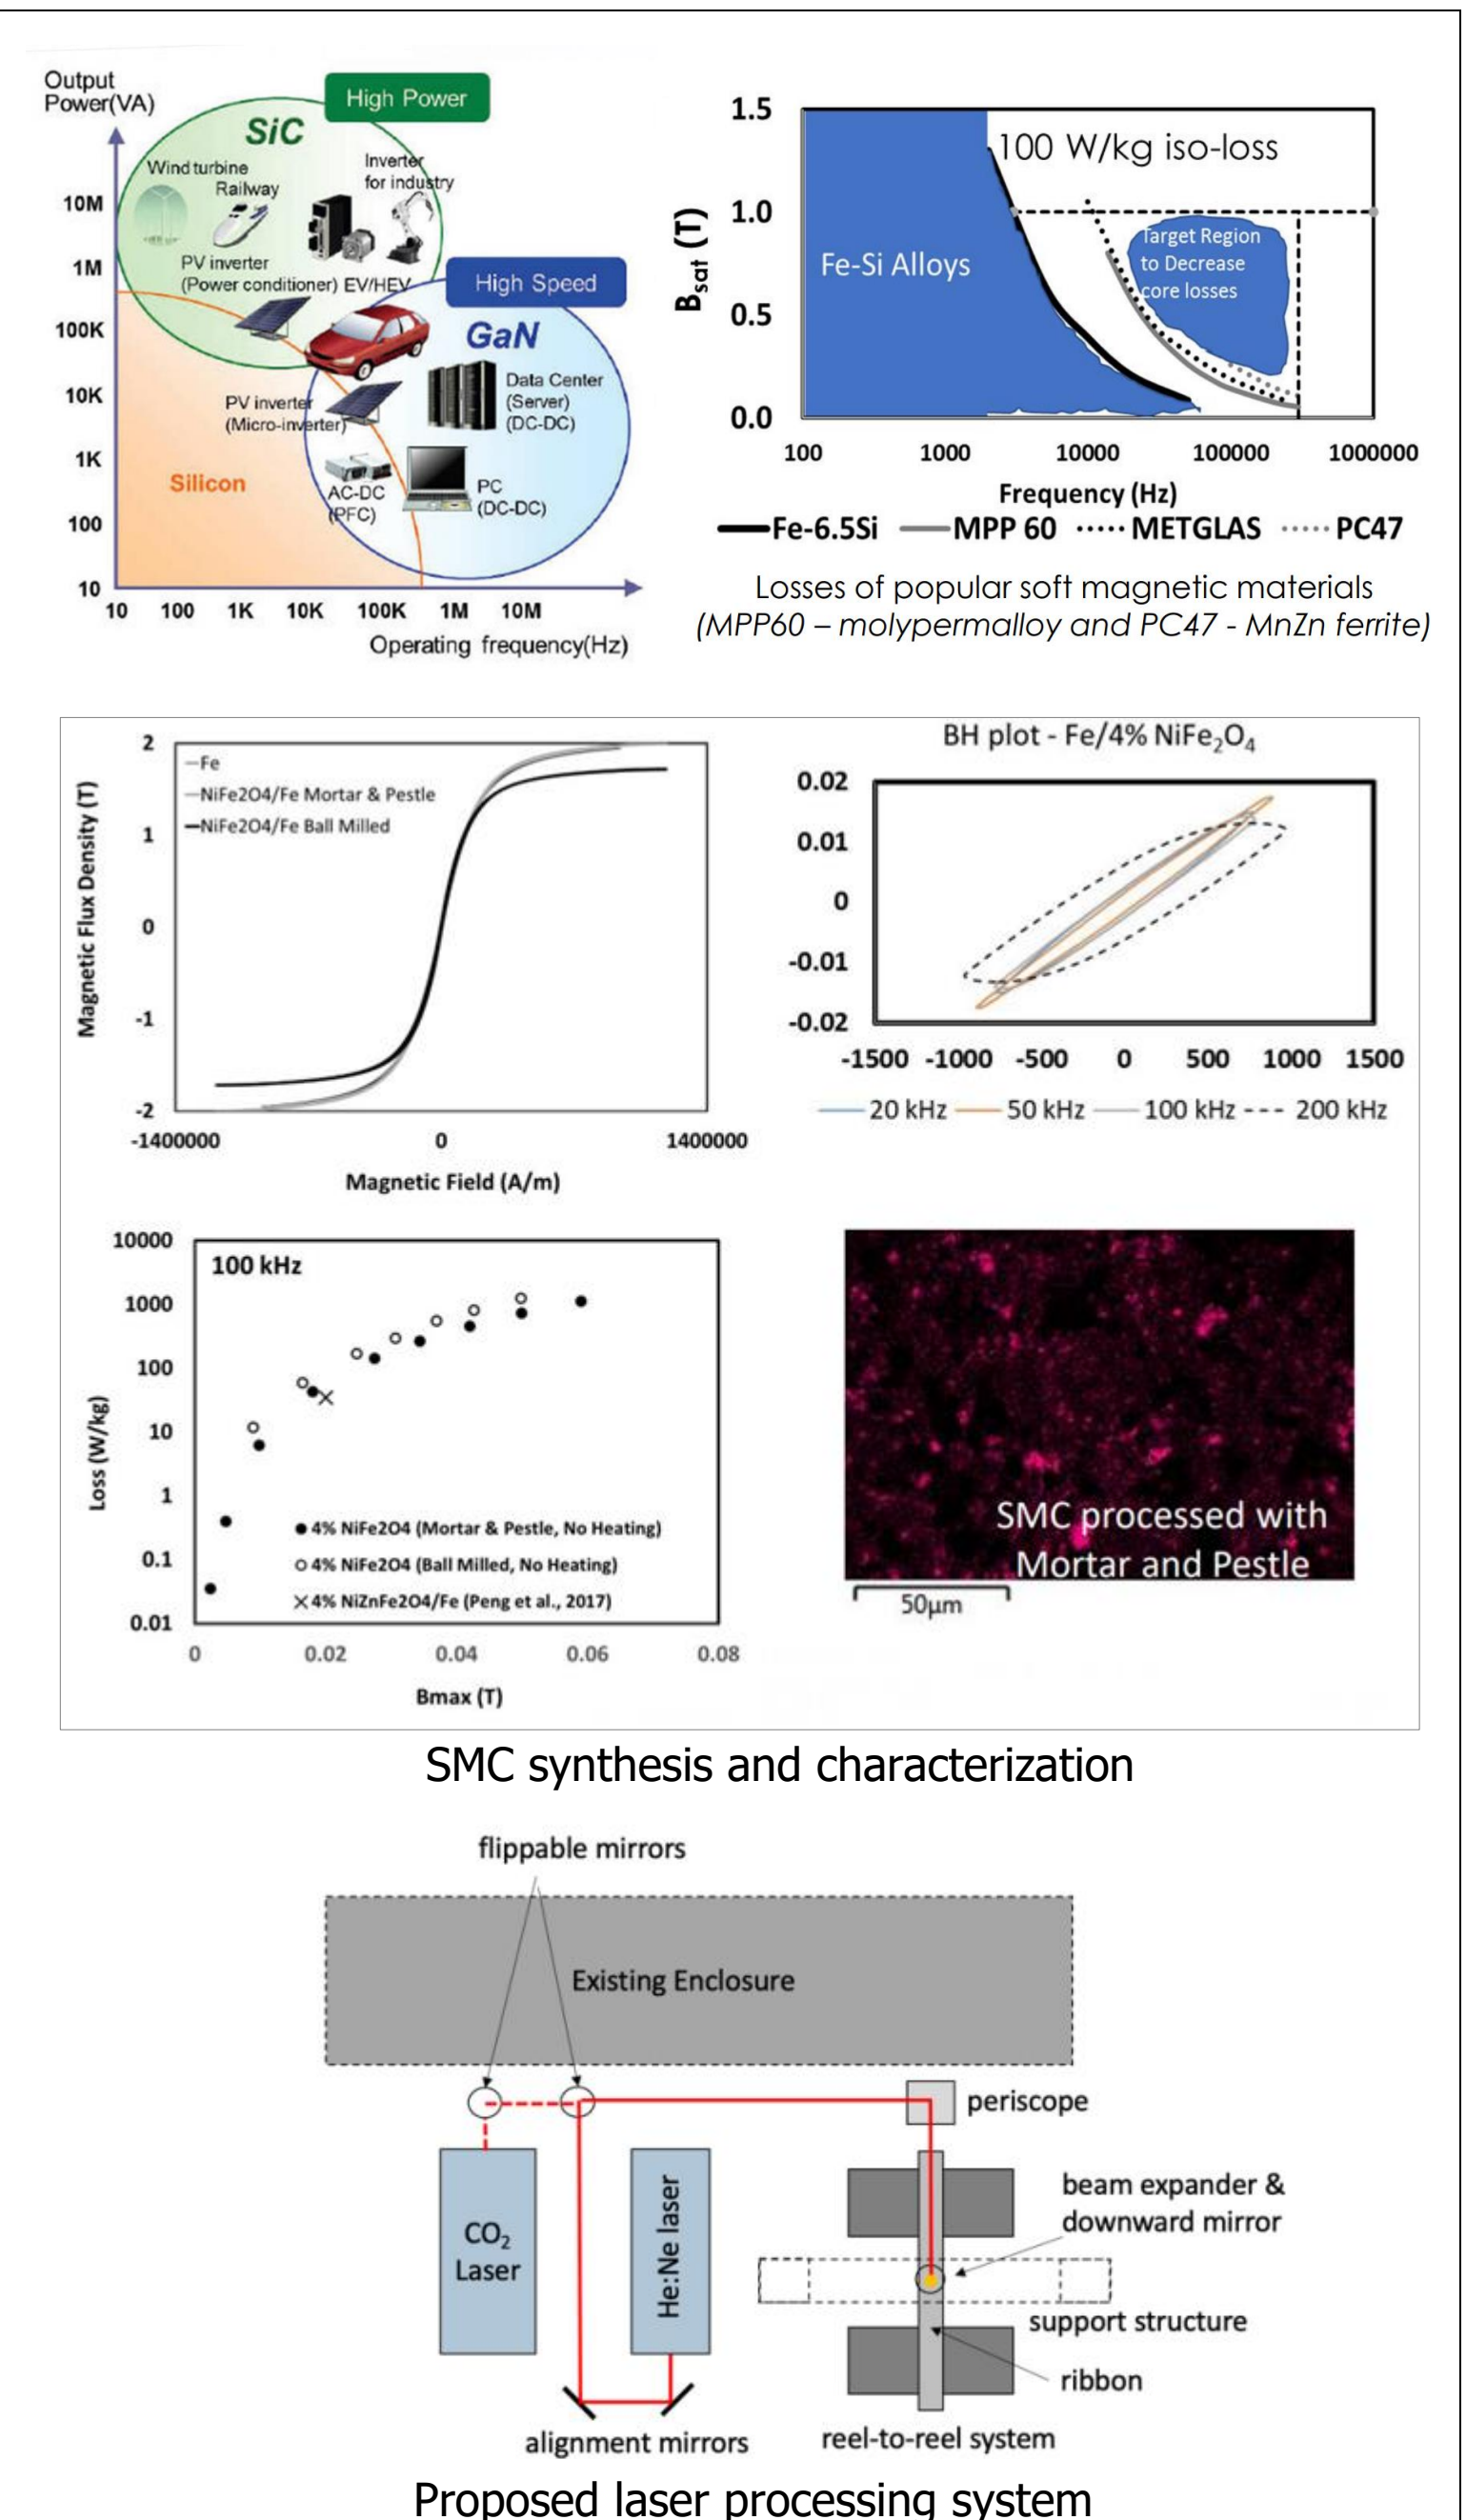 Output
Power(VA)
High Power
SiC
Wind turbine
Railway
Inverter
for industry
PV inverter
(Power conditioner) EV/HEV
High Speed
GaN
Data Center
(Server)
(DC-DC)
PV inverter
(Micro-inverter)
Silicon
AC-DC
(PFC)
PC
(DC-DC)
10M
1M
100K
10K
1K
100
10
10 100 1K 10K 100K 1M 10M
Operating frequency(Hz)
1.5
1.0
0.5
0.0
Bsat (T)
100 W/kg iso-loss
Fe-Si Alloys
Target Region
to Decrease
core losses
100 1000 10000 100000 1000000
Frequency (Hz)
Fe-6.5Si MPP 60 METGLAS PC47
Losses of popular soft magnetic materials
(MPP60 – molypermalloy and PC47 - MnZn ferrite)
Magnetic Flux Density (T)
2
1
0
-1
-2
Fe
NiFe2O4/Fe Mortar & Pestle
NiFe2O4/Fe Ball Milled
-1400000 0 1400000
Magnetic Field (A/m)
BH plot - Fe/4% NiFe₂O₄
0.02
0.01
0
-0.01
-0.02
-1500 -1000 -500 0 500 1000 1500
20 kHz 50 kHz 100 kHz 200 kHz
Loss (W/kg)
10000
1000
100
10
1
0.1
0.01
100 kHz
4% NiFe2O4 (Mortar & Pestle, No Heating)
4% NiFe2O4 (Ball Milled, No Heating)
4% NiZnFe2O4/Fe (Peng et al., 2017)
0 0.02 0.04 0.06 0.08
Bmax (T)
SMC processed with
Mortar and Pestle
50μm
SMC synthesis and characterization
flippable mirrors
Existing Enclosure
periscope
CO₂
Laser
He:Ne laser
beam expander &
downward mirror
support structure
ribbon
alignment mirrors
reel-to-reel system
Proposed laser processing system